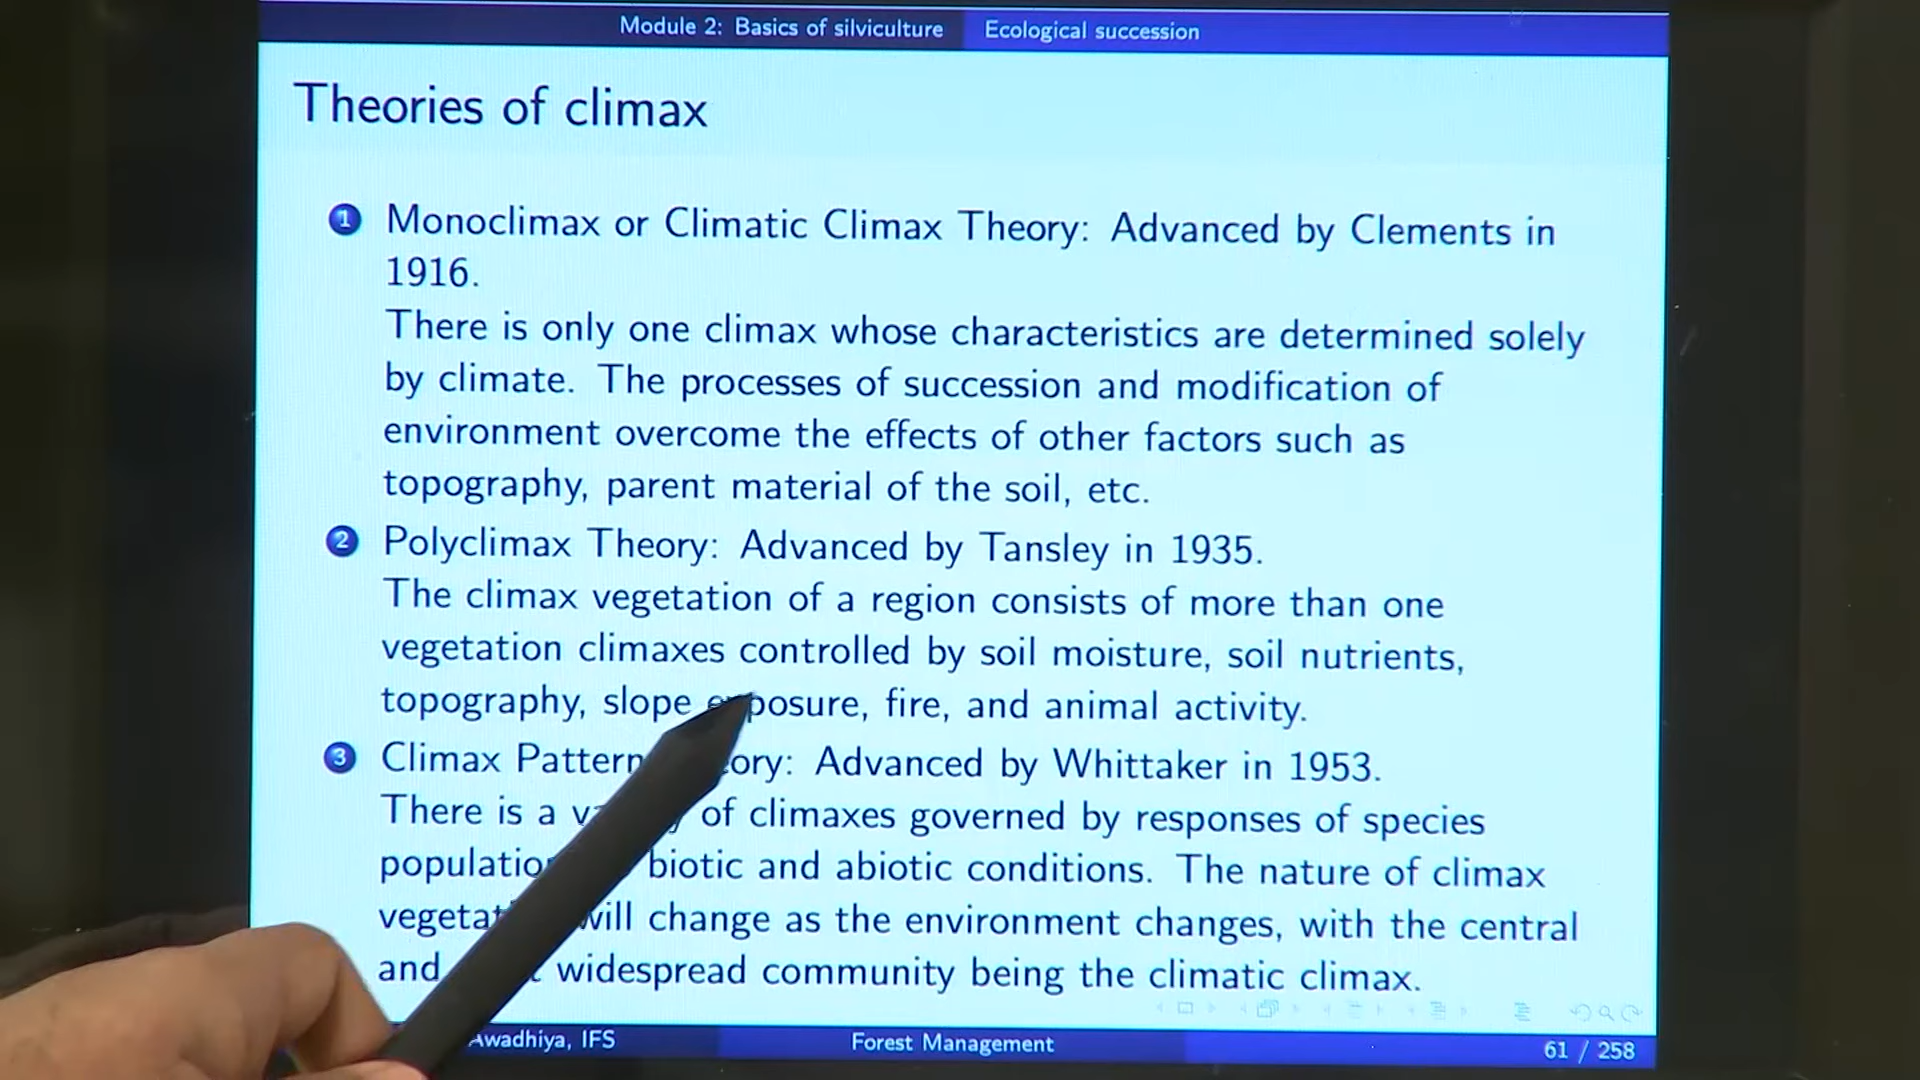 Module 2: Basics of silviculture Ecological succession
Theories of climax
1 Monoclimax or Climatic Climax Theory: Advanced by Clements in
1916.
There is only one climax whose characteristics are determined solely
by climate. The processes of succession and modification of
environment overcome the effects of other factors such as
topography, parent material of the soil, etc.
2 Polyclimax Theory: Advanced by Tansley in 1935.
The climax vegetation of a region consists of more than one
vegetation climaxes controlled by soil moisture, soil nutrients,
topography, slope exposure, fire, and animal activity.
3 Climax Pattern Advanced by Whittaker in 1953.
There is a of climaxes governed by responses of species
biotic and abiotic conditions. The nature of climax
will change as the environment changes, with the central
and widespread community being the climatic climax.
Awadhiya, IFS Forest Management 61 / 258